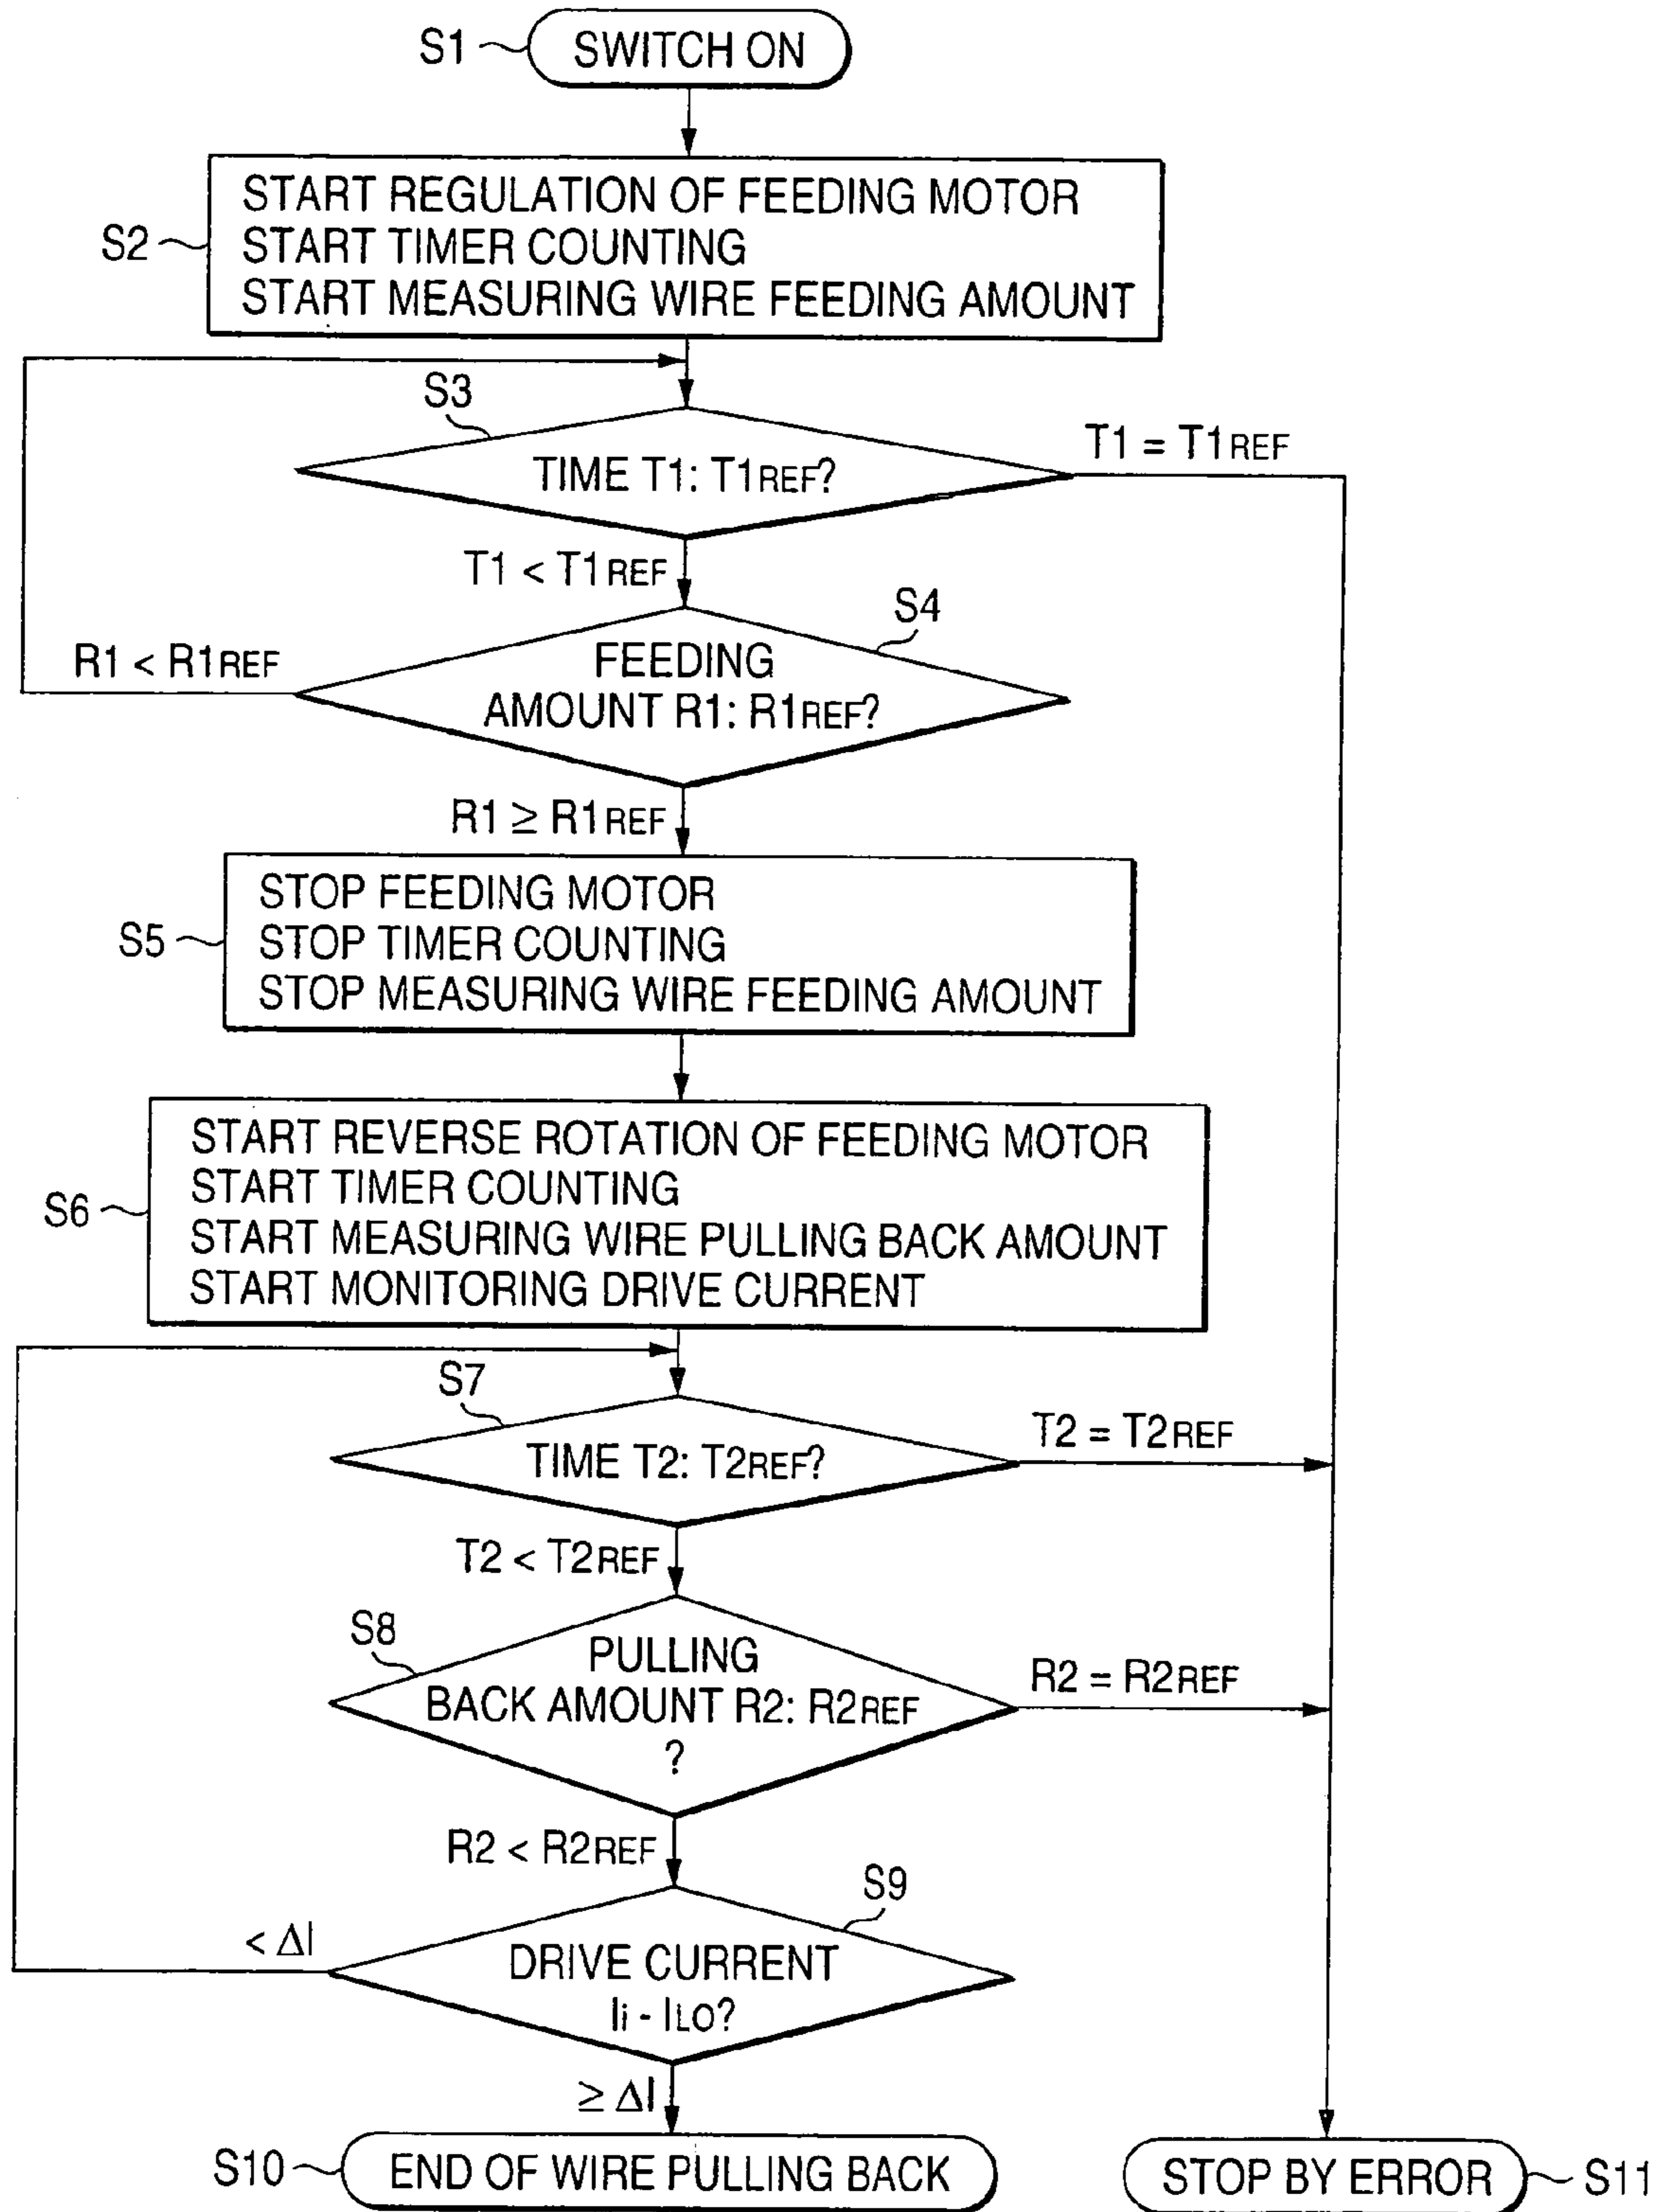 S1
SWITCH ON
S2
START REGULATION OF FEEDING MOTOR
START TIMER COUNTING
START MEASURING WIRE FEEDING AMOUNT
S3
TIME T1: T1REF?
T1 = T1REF
T1 < T1REF
S4
FEEDING
AMOUNT R1: R1REF?
R1 < R1REF
R1 ≥ R1REF
S5
STOP FEEDING MOTOR
STOP TIMER COUNTING
STOP MEASURING WIRE FEEDING AMOUNT
S6
START REVERSE ROTATION OF FEEDING MOTOR
START TIMER COUNTING
START MEASURING WIRE PULLING BACK AMOUNT
START MONITORING DRIVE CURRENT
S7
TIME T2: T2REF?
T2 = T2REF
T2 < T2REF
S8
PULLING
BACK AMOUNT R2: R2REF
?
R2 = R2REF
R2 < R2REF
S9
< ΔI
DRIVE CURRENT
Ii - ILO?
≥ ΔI
S10
END OF WIRE PULLING BACK
STOP BY ERROR
S11